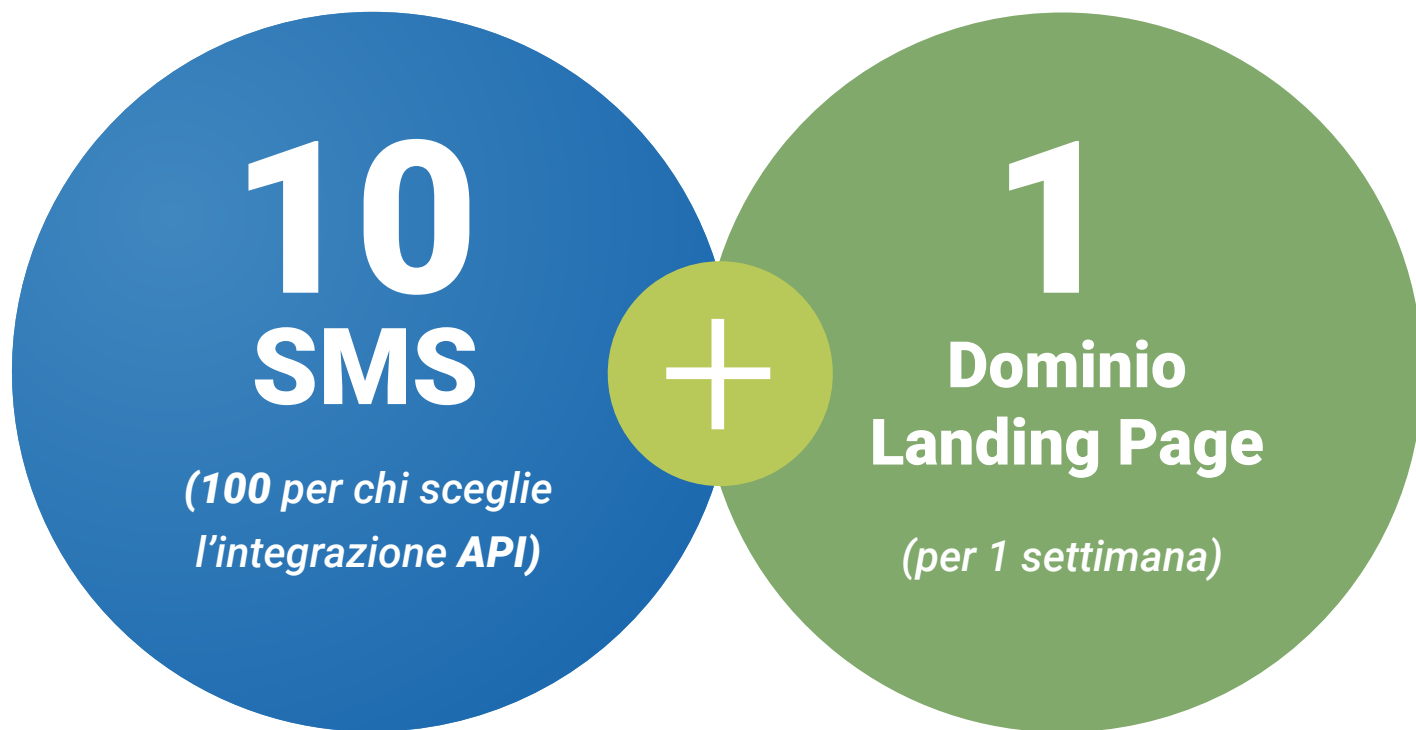 10
SMS
(100 per chi sceglie
l’integrazione API)
+
1
Dominio
Landing Page
(per 1 settimana)